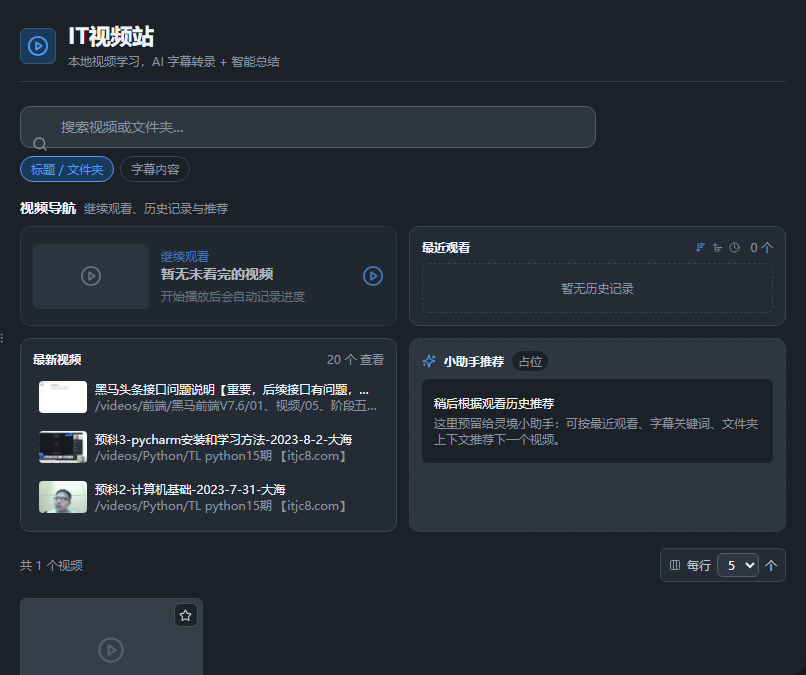 IT视频站
本地视频学习，AI 字幕转录 + 智能总结
搜索视频或文件夹...
标题 / 文件夹
字幕内容
视频导航 继续观看、历史记录与推荐
继续观看
暂无未看完的视频
开始播放后会自动记录进度
最近观看
0 个
暂无历史记录
最新视频
20 个 查看
黑马头条接口问题说明【重要，后续接口有问题，...
/videos/前端/黑马前端V7.6/01、视频/05、阶段五...
预科3-pycharm安装和学习方法-2023-8-2-大海
/videos/Python/TL python15期 【itjc8.com】
预科2-计算机基础-2023-7-31-大海
/videos/Python/TL python15期 【itjc8.com】
小助手推荐 占位
稍后根据观看历史推荐
这里预留给灵境小助手：可按最近观看、字幕关键词、文件夹
上下文推荐下一个视频。
共 1 个视频
每行 5 个